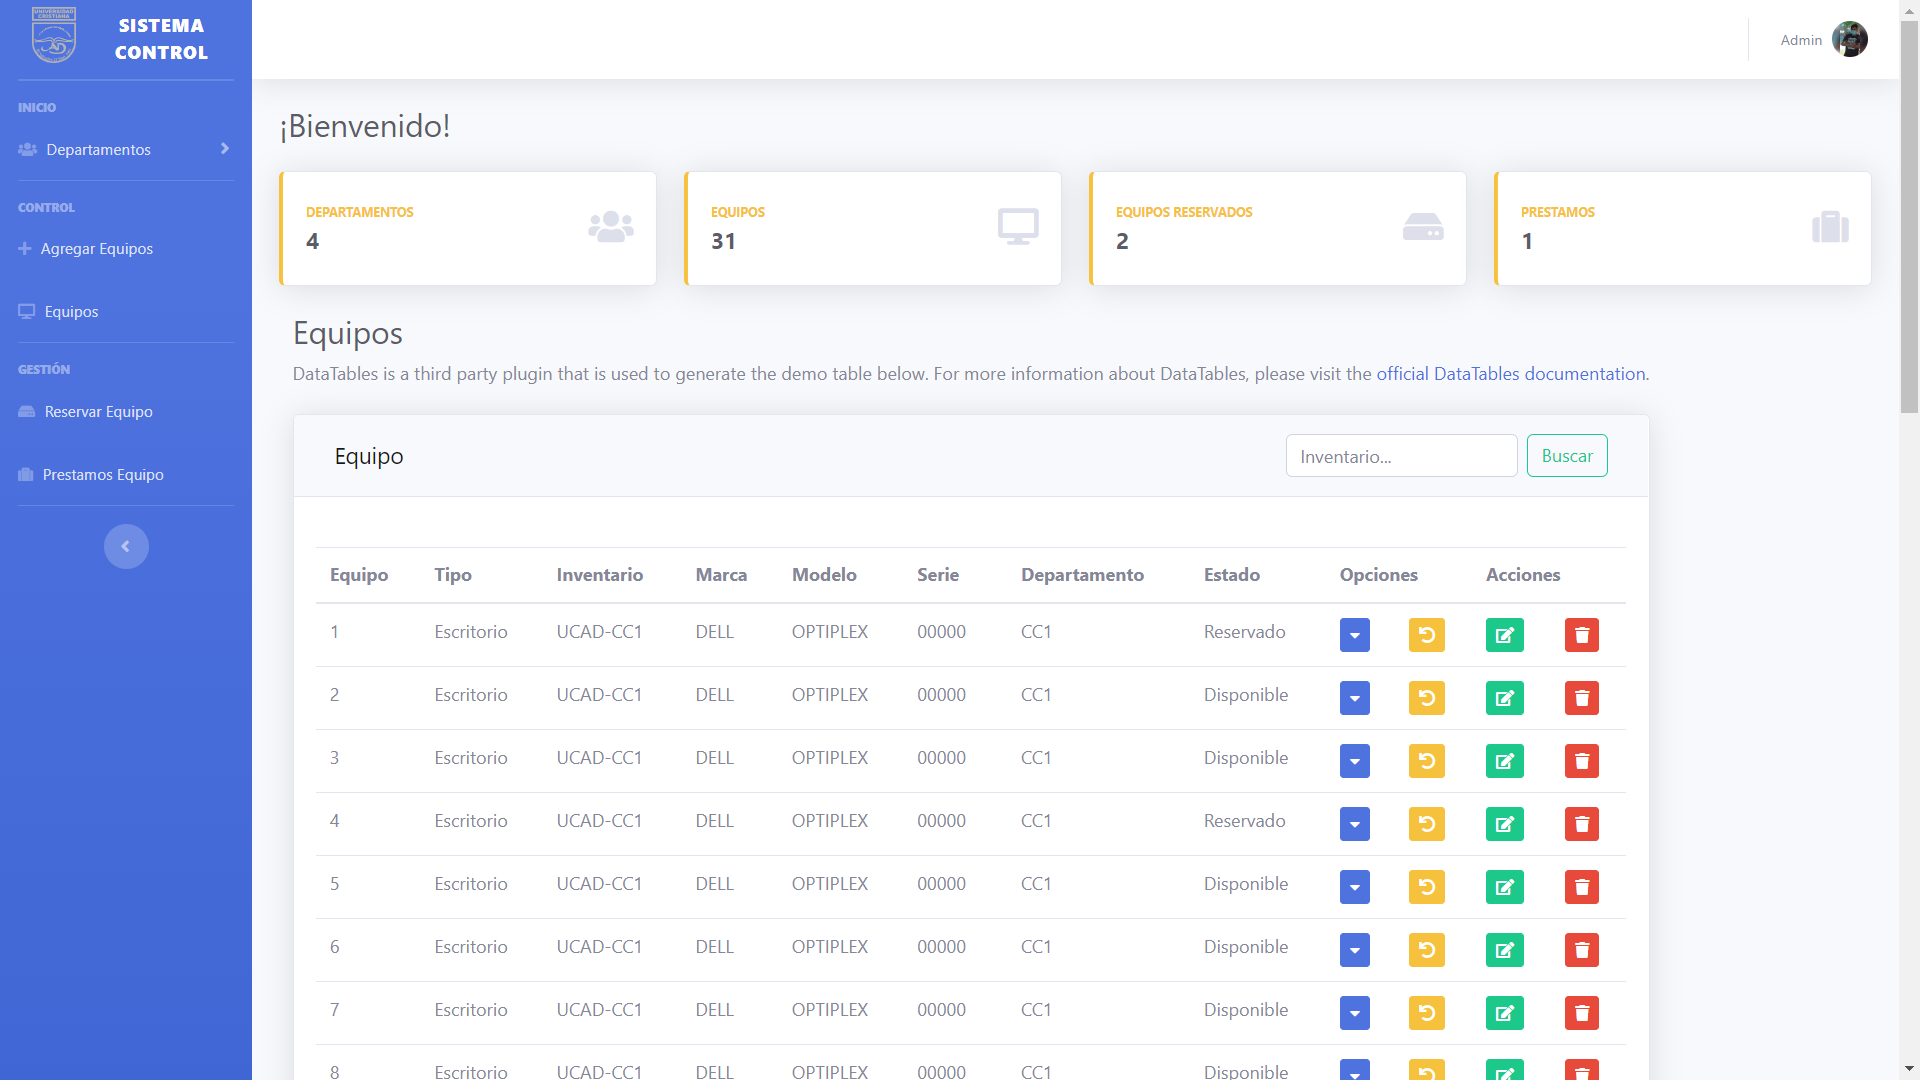 UNIVERSIDAD
CRISTIANA
SISTEMA
CONTROL
INICIO
Departamentos
CONTROL
Agregar Equipos
Equipos
GESTIÓN
Reservar Equipo
Prestamos Equipo
Admin
¡Bienvenido!
DEPARTAMENTOS
4
EQUIPOS
31
EQUIPOS RESERVADOS
2
PRESTAMOS
1
Equipos
DataTables is a third party plugin that is used to generate the demo table below. For more information about DataTables, please visit the official DataTables documentation.
Equipo Inventario... Buscar
Equipo Tipo Inventario Marca Modelo Serie Departamento Estado Opciones Acciones
1 Escritorio UCAD-CC1 DELL OPTIPLEX 00000 CC1 Reservado
2 Escritorio UCAD-CC1 DELL OPTIPLEX 00000 CC1 Disponible
3 Escritorio UCAD-CC1 DELL OPTIPLEX 00000 CC1 Disponible
4 Escritorio UCAD-CC1 DELL OPTIPLEX 00000 CC1 Reservado
5 Escritorio UCAD-CC1 DELL OPTIPLEX 00000 CC1 Disponible
6 Escritorio UCAD-CC1 DELL OPTIPLEX 00000 CC1 Disponible
7 Escritorio UCAD-CC1 DELL OPTIPLEX 00000 CC1 Disponible
8 Escritorio UCAD-CC1 DELL OPTIPLEX 00000 CC1 Disponible